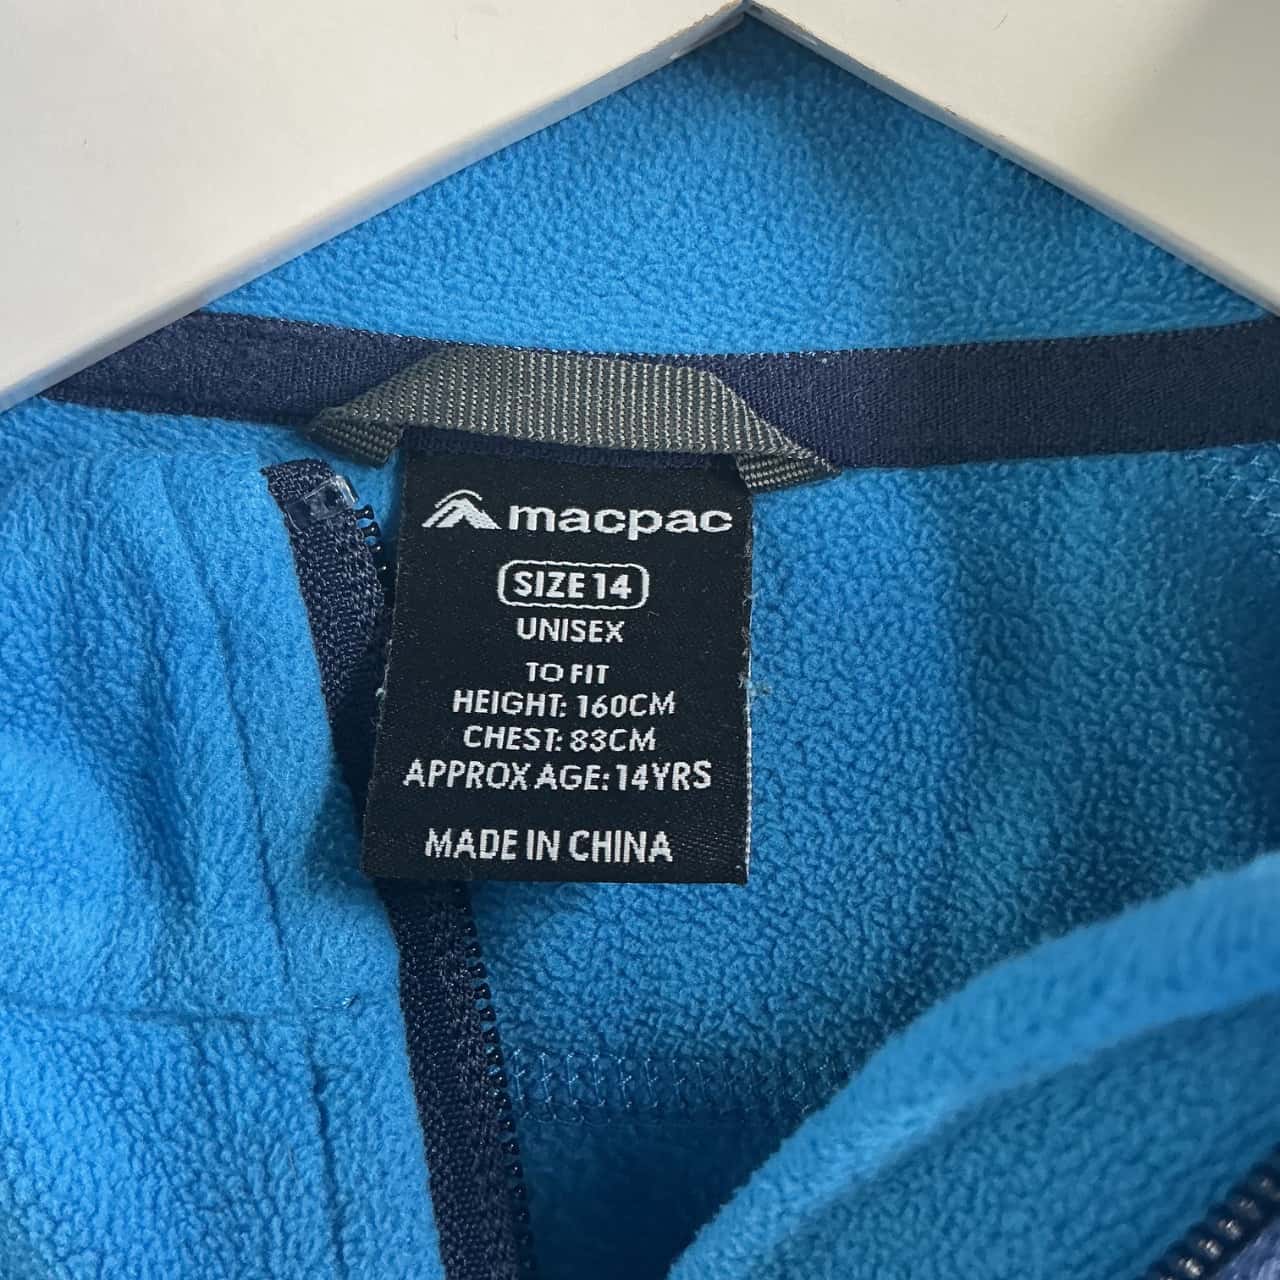 macpac
SIZE 14
UNISEX
TO FIT
HEIGHT: 160CM
CHEST: 83CM
APPROX AGE: 14YRS
MADE IN CHINA